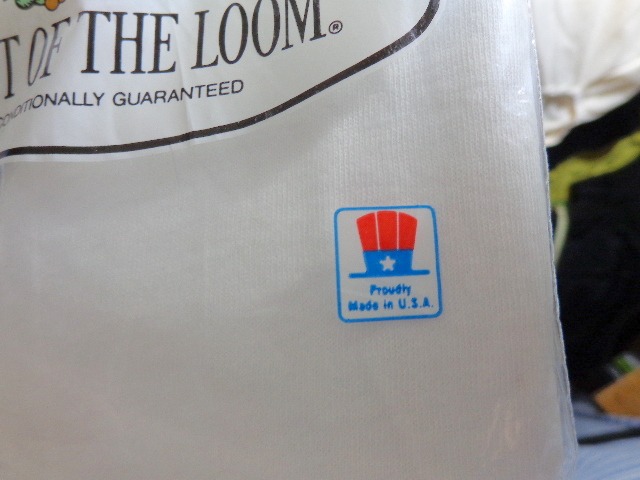 T OF THE LOOM®
CONDITIONALLY GUARANTEED
Proudly
Made in U.S.A.